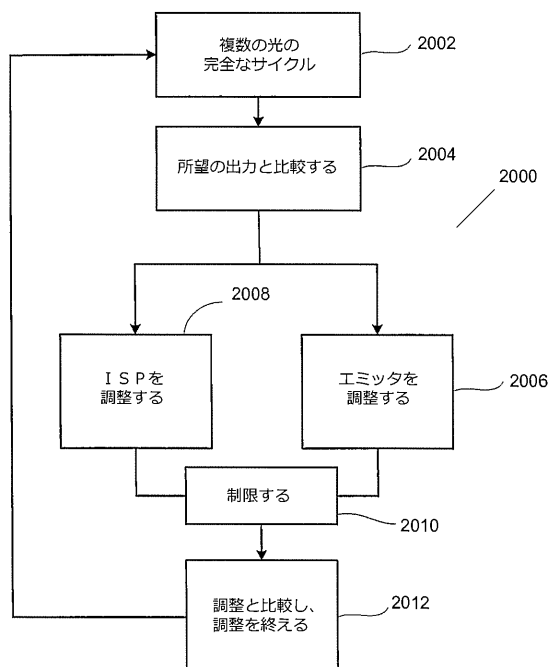 複数の光の
完全なサイクル
2002
所望の出力と比較する
2004
2000
2008
ＩＳＰを
調整する
エミッタを
調整する
2006
制限する
2010
調整と比較し、
調整を終える
2012